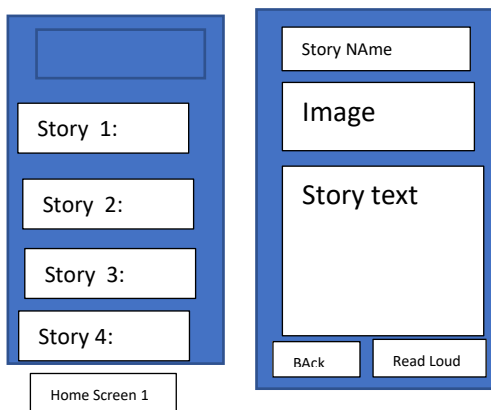 Story 1:
Story 2:
Story 3:
Story 4:
Home Screen 1
Story NAme
Image
Story text
BAck
Read Loud